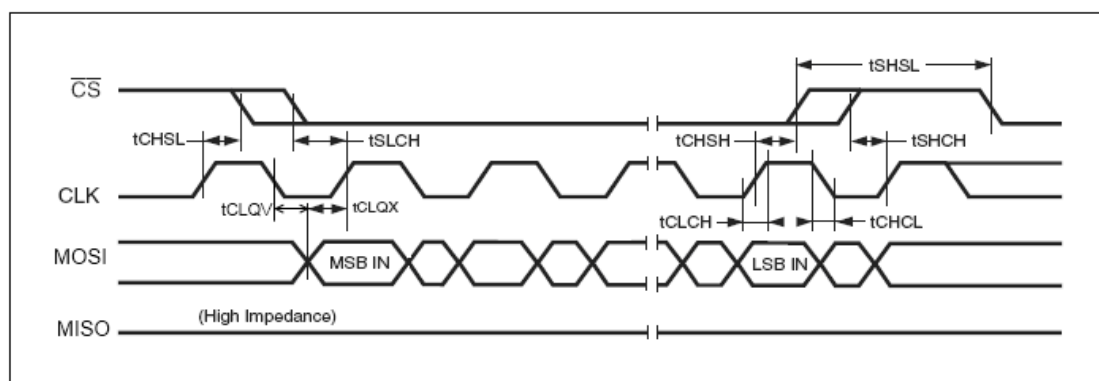 tSHSL
CS
tCHSL
tSLCH
tCHSH
tSHCH
CLK
tCLQV
tCLQX
tCLCH
tCHCL
MOSI
MSB IN
LSB IN
(High Impedance)
MISO